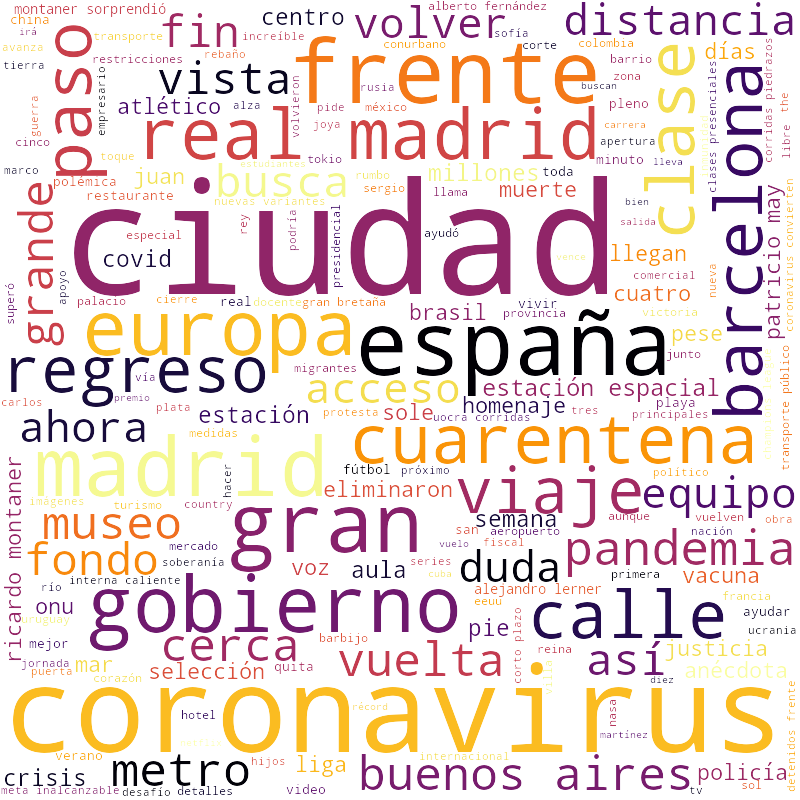 montaner sorprendió
alberto fernández
china
irá
fin
centro
volver
distancia
increíble
sofía
transporte
conurbano
corte
colombia
avanza
rebaño
tierra
restricciones
vista
frente
barrio
días
rusia
zona
buscan
empresario
atlético
alza
volvieron
pide
méxico
pleno
carrera
guerra
paso
real madrid
joya
clase
barcelona
apertura
libre
the
corridas piedrazos
cinco
toque
tokio
minuto
lleva
clases presenciales
marco
estudiantes
polémica
juan
busca
millones
rumbo
toda
restaurante
nuevas variantes
sergio
llama
muerte
bien
salida
grande
ciudad
especial
rey
podría
presidencial
ayudó
vence
llegan
patricio may
covid
comercial
nueva
coronavirus convierten
superó
apoyo
palacio
cierre
real
docente
gran bretaña
vivir
cuatro
brasil
provincia
victoria
europa
españa
pese
junto
regreso
vía
migrantes
acceso
estación espacial
playa
carlos
premio
plata
estación
sole
homenaje
tres
principales
transporte público
ahora
protesta
uocra corridas
cuarentena
medidas
madrid
hacer
fútbol
próximo
político
ricardo montaner
imágenes
turismo
country
eliminaron
viaje
equipo
aunque
vuelven
obra
museo
gran
semana
san
aeropuerto
nación
mercado
soberanía
vuelo
fiscal
fondo
voz
series
duda
pandemia
río
interna caliente
aula
cuba
primera
vacuna
uruguay
onu
gobierno
alejandro lerner
eeuu
calle
francia
ayudar
ucrania
mejor
pie
cerca
barbijo
corto plazo
reina
justicia
jornada
mar
quita
vuelta
así
anécdota
puerta
corazón
selección
villa
diez
coronavirus
récord
nasa
hotel
martínez
detenidos frente
verano
metro
hijos
liga
internacional
crisis
buenos aires
policía
sol
meta inalcanzable
desafío
detalles
video
tv